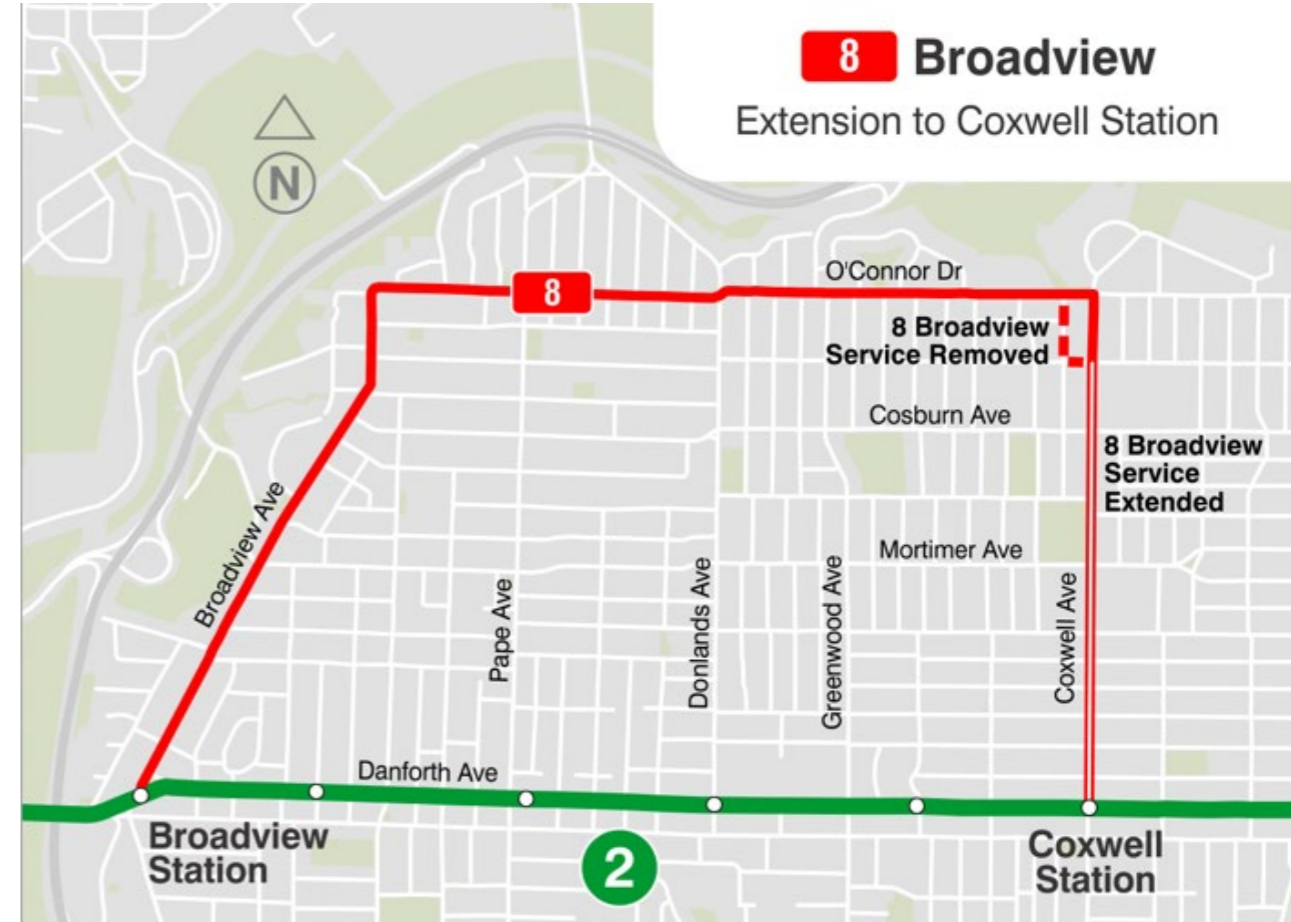 8 Broadview
Extension to Coxwell Station
N
O'Connor Dr
8
8 Broadview
Service Removed
Cosburn Ave
8 Broadview
Service
Extended
Broadview Ave
Mortimer Ave
Pape Ave
Donlands Ave
Greenwood Ave
Coxwell Ave
Danforth Ave
Broadview
Station
2
Coxwell
Station